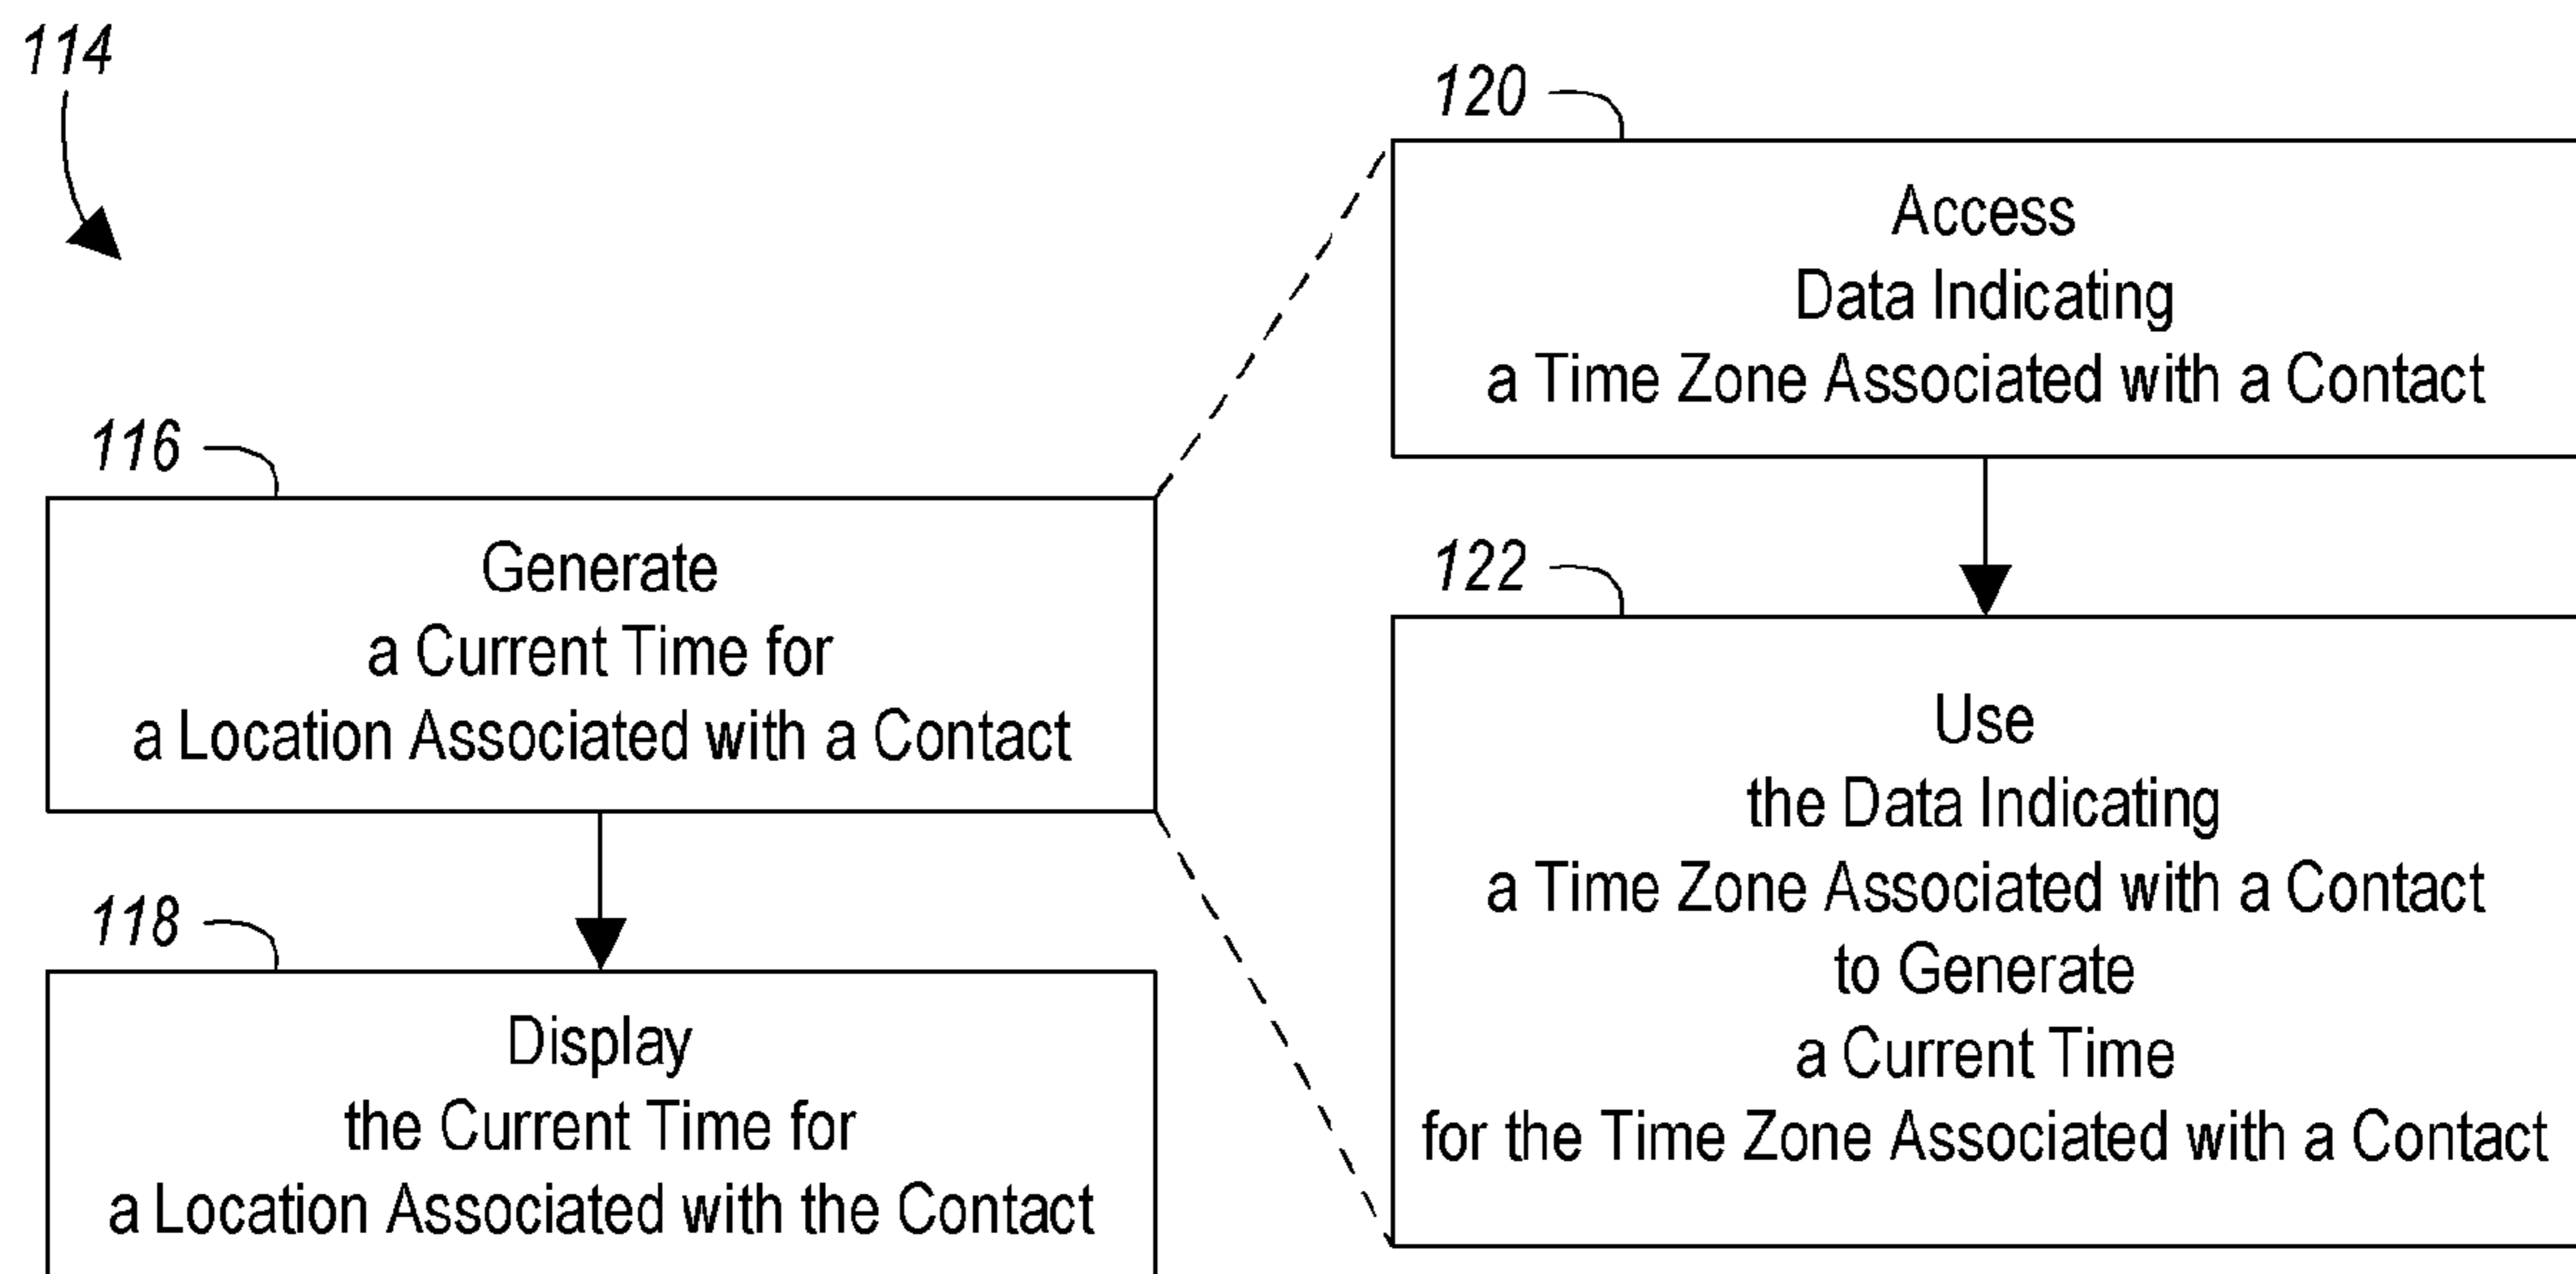 114
116
Generate
a Current Time for
a Location Associated with a Contact
118
Display
the Current Time for
a Location Associated with the Contact
120
Access
Data Indicating
a Time Zone Associated with a Contact
122
Use
the Data Indicating
a Time Zone Associated with a Contact
to Generate
a Current Time
for the Time Zone Associated with a Contact